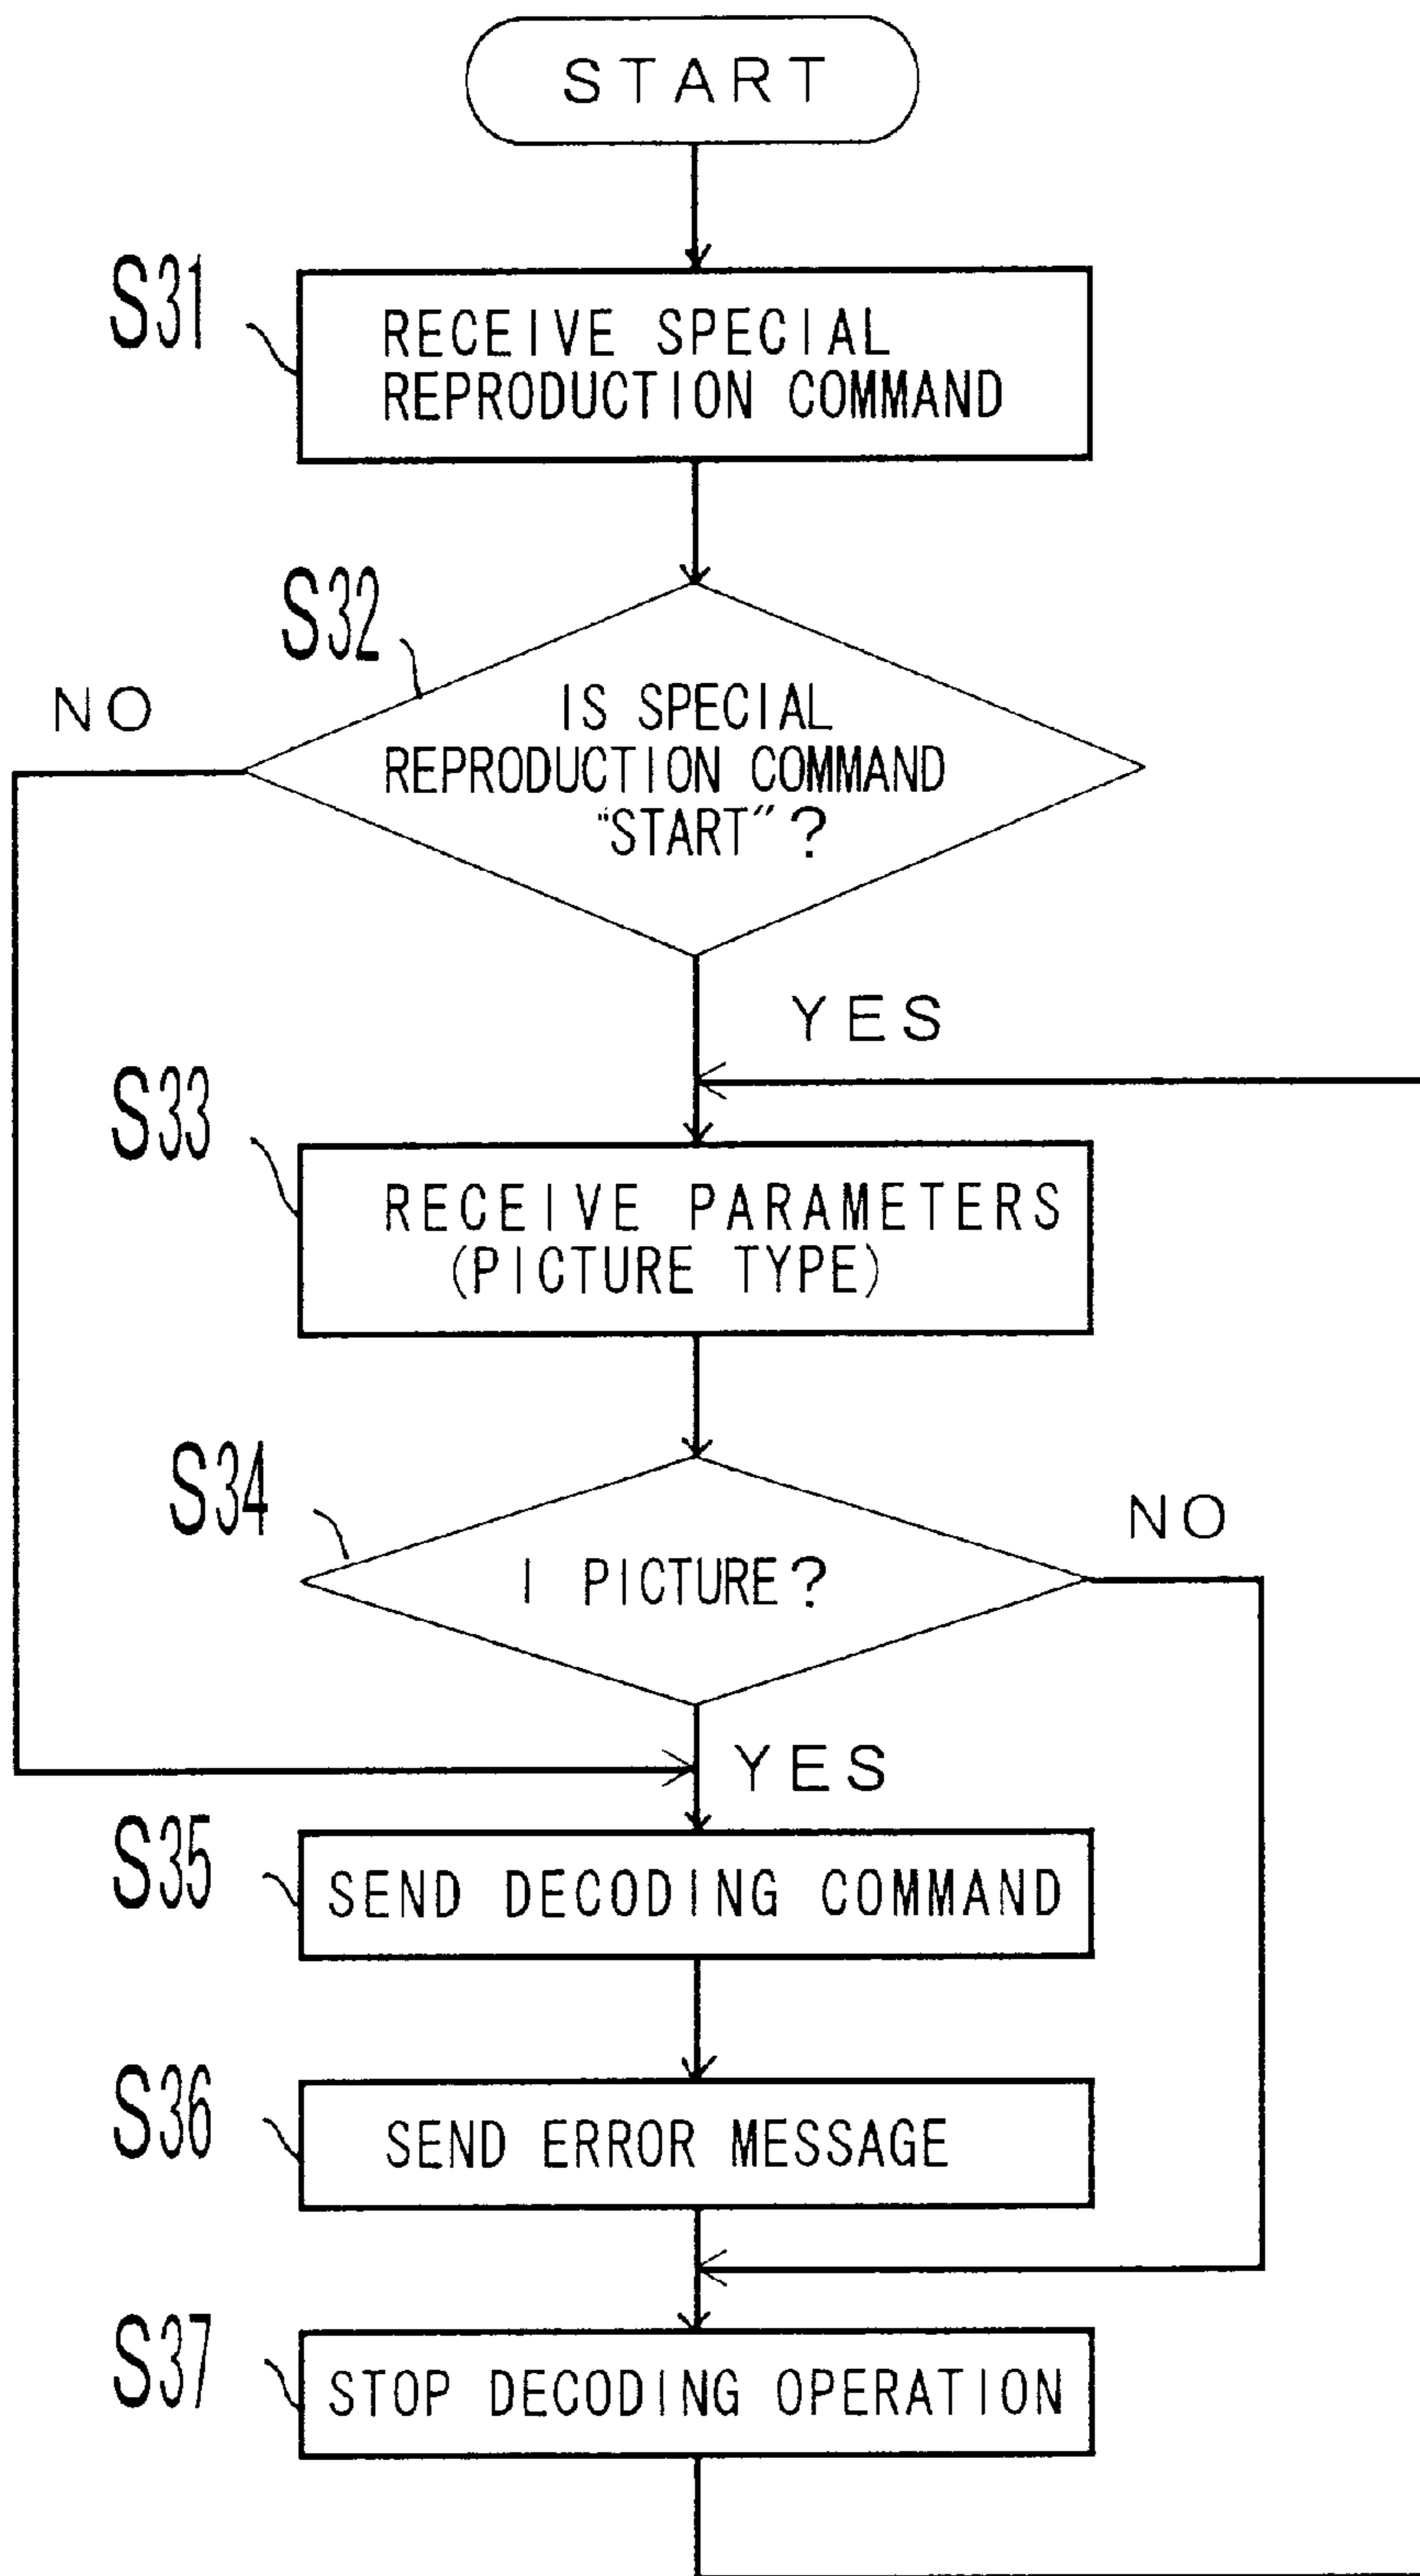 START
S31
RECEIVE SPECIAL
REPRODUCTION COMMAND
S32
NO
IS SPECIAL
REPRODUCTION COMMAND
"START"?
YES
S33
RECEIVE PARAMETERS
(PICTURE TYPE)
S34
NO
I PICTURE?
YES
S35
SEND DECODING COMMAND
S36
SEND ERROR MESSAGE
S37
STOP DECODING OPERATION